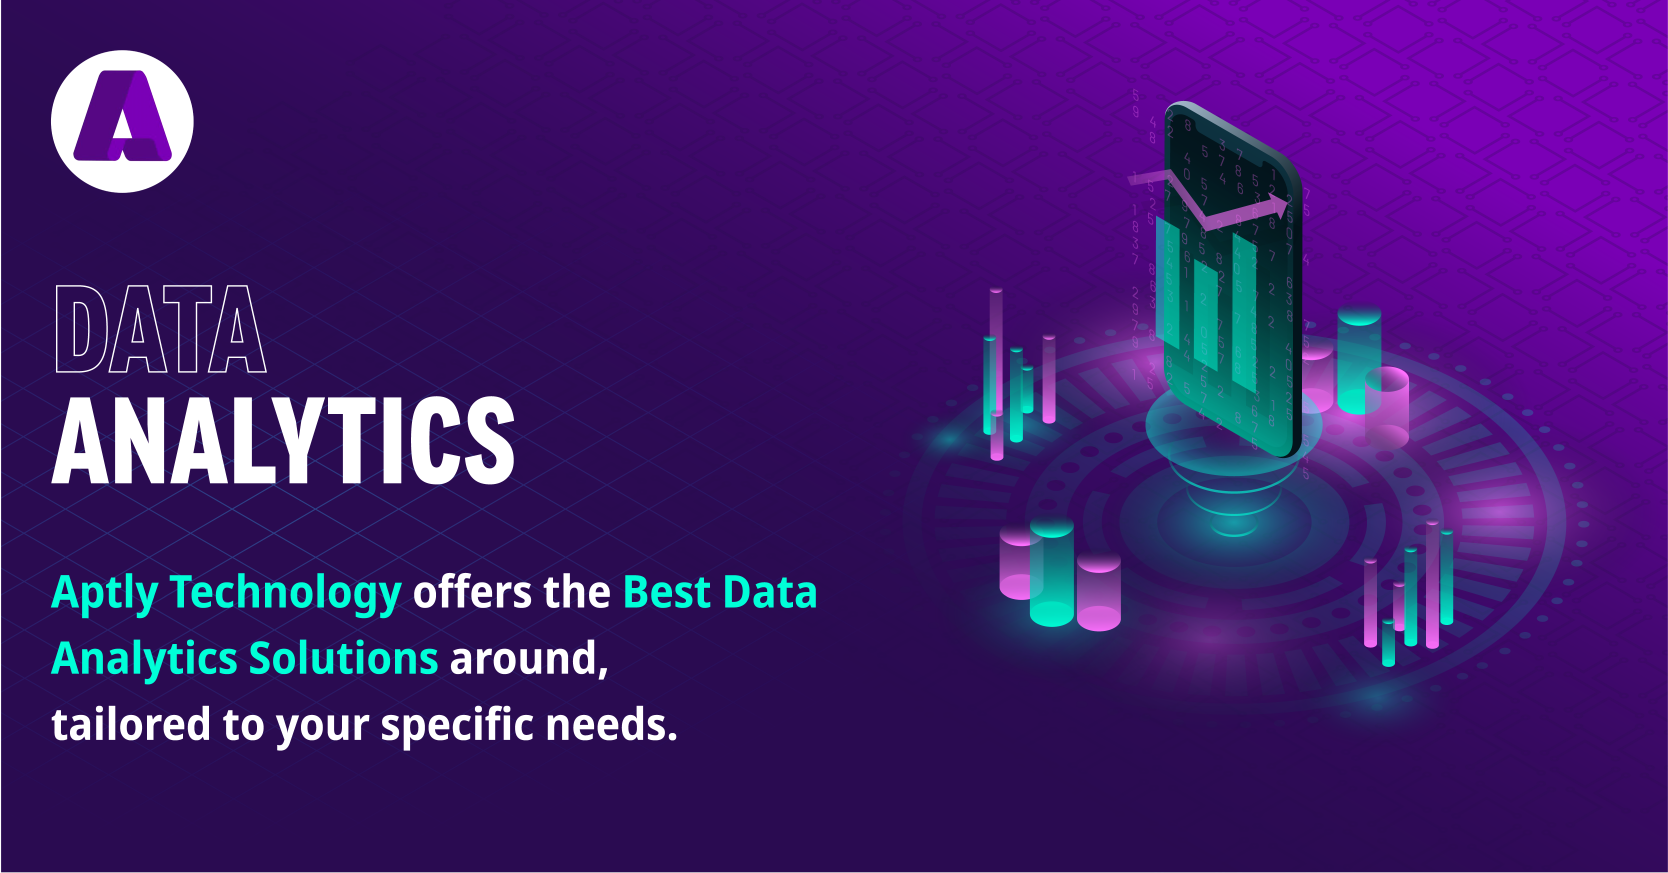 A
DATA
ANALYTICS
Aptly Technology offers the Best Data
Analytics Solutions around,
tailored to your specific needs.